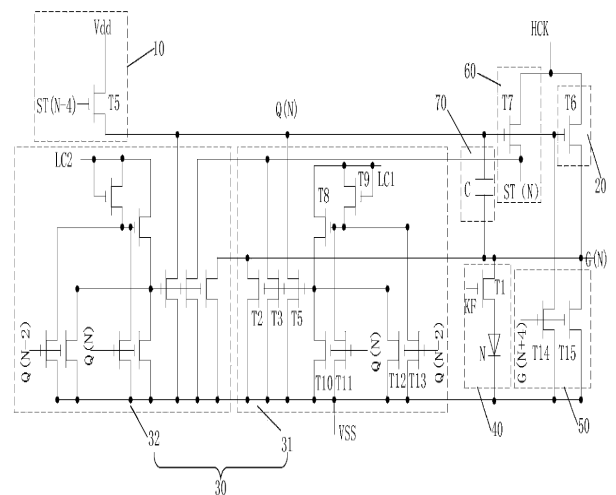 Vdd
10
HCK
60
ST(N-4)
T5
Q(N)
70
T7
T6
LC2
T9
LC1
T8
C
ST (N)
20
G(N)
T1
XF
T2
T3
T5
N
G(N+4)
T14
T15
Q(N-2)
Q(N)
T10
T11
Q(N)
T12
T13
Q(N-2)
32
31
VSS
40
50
30